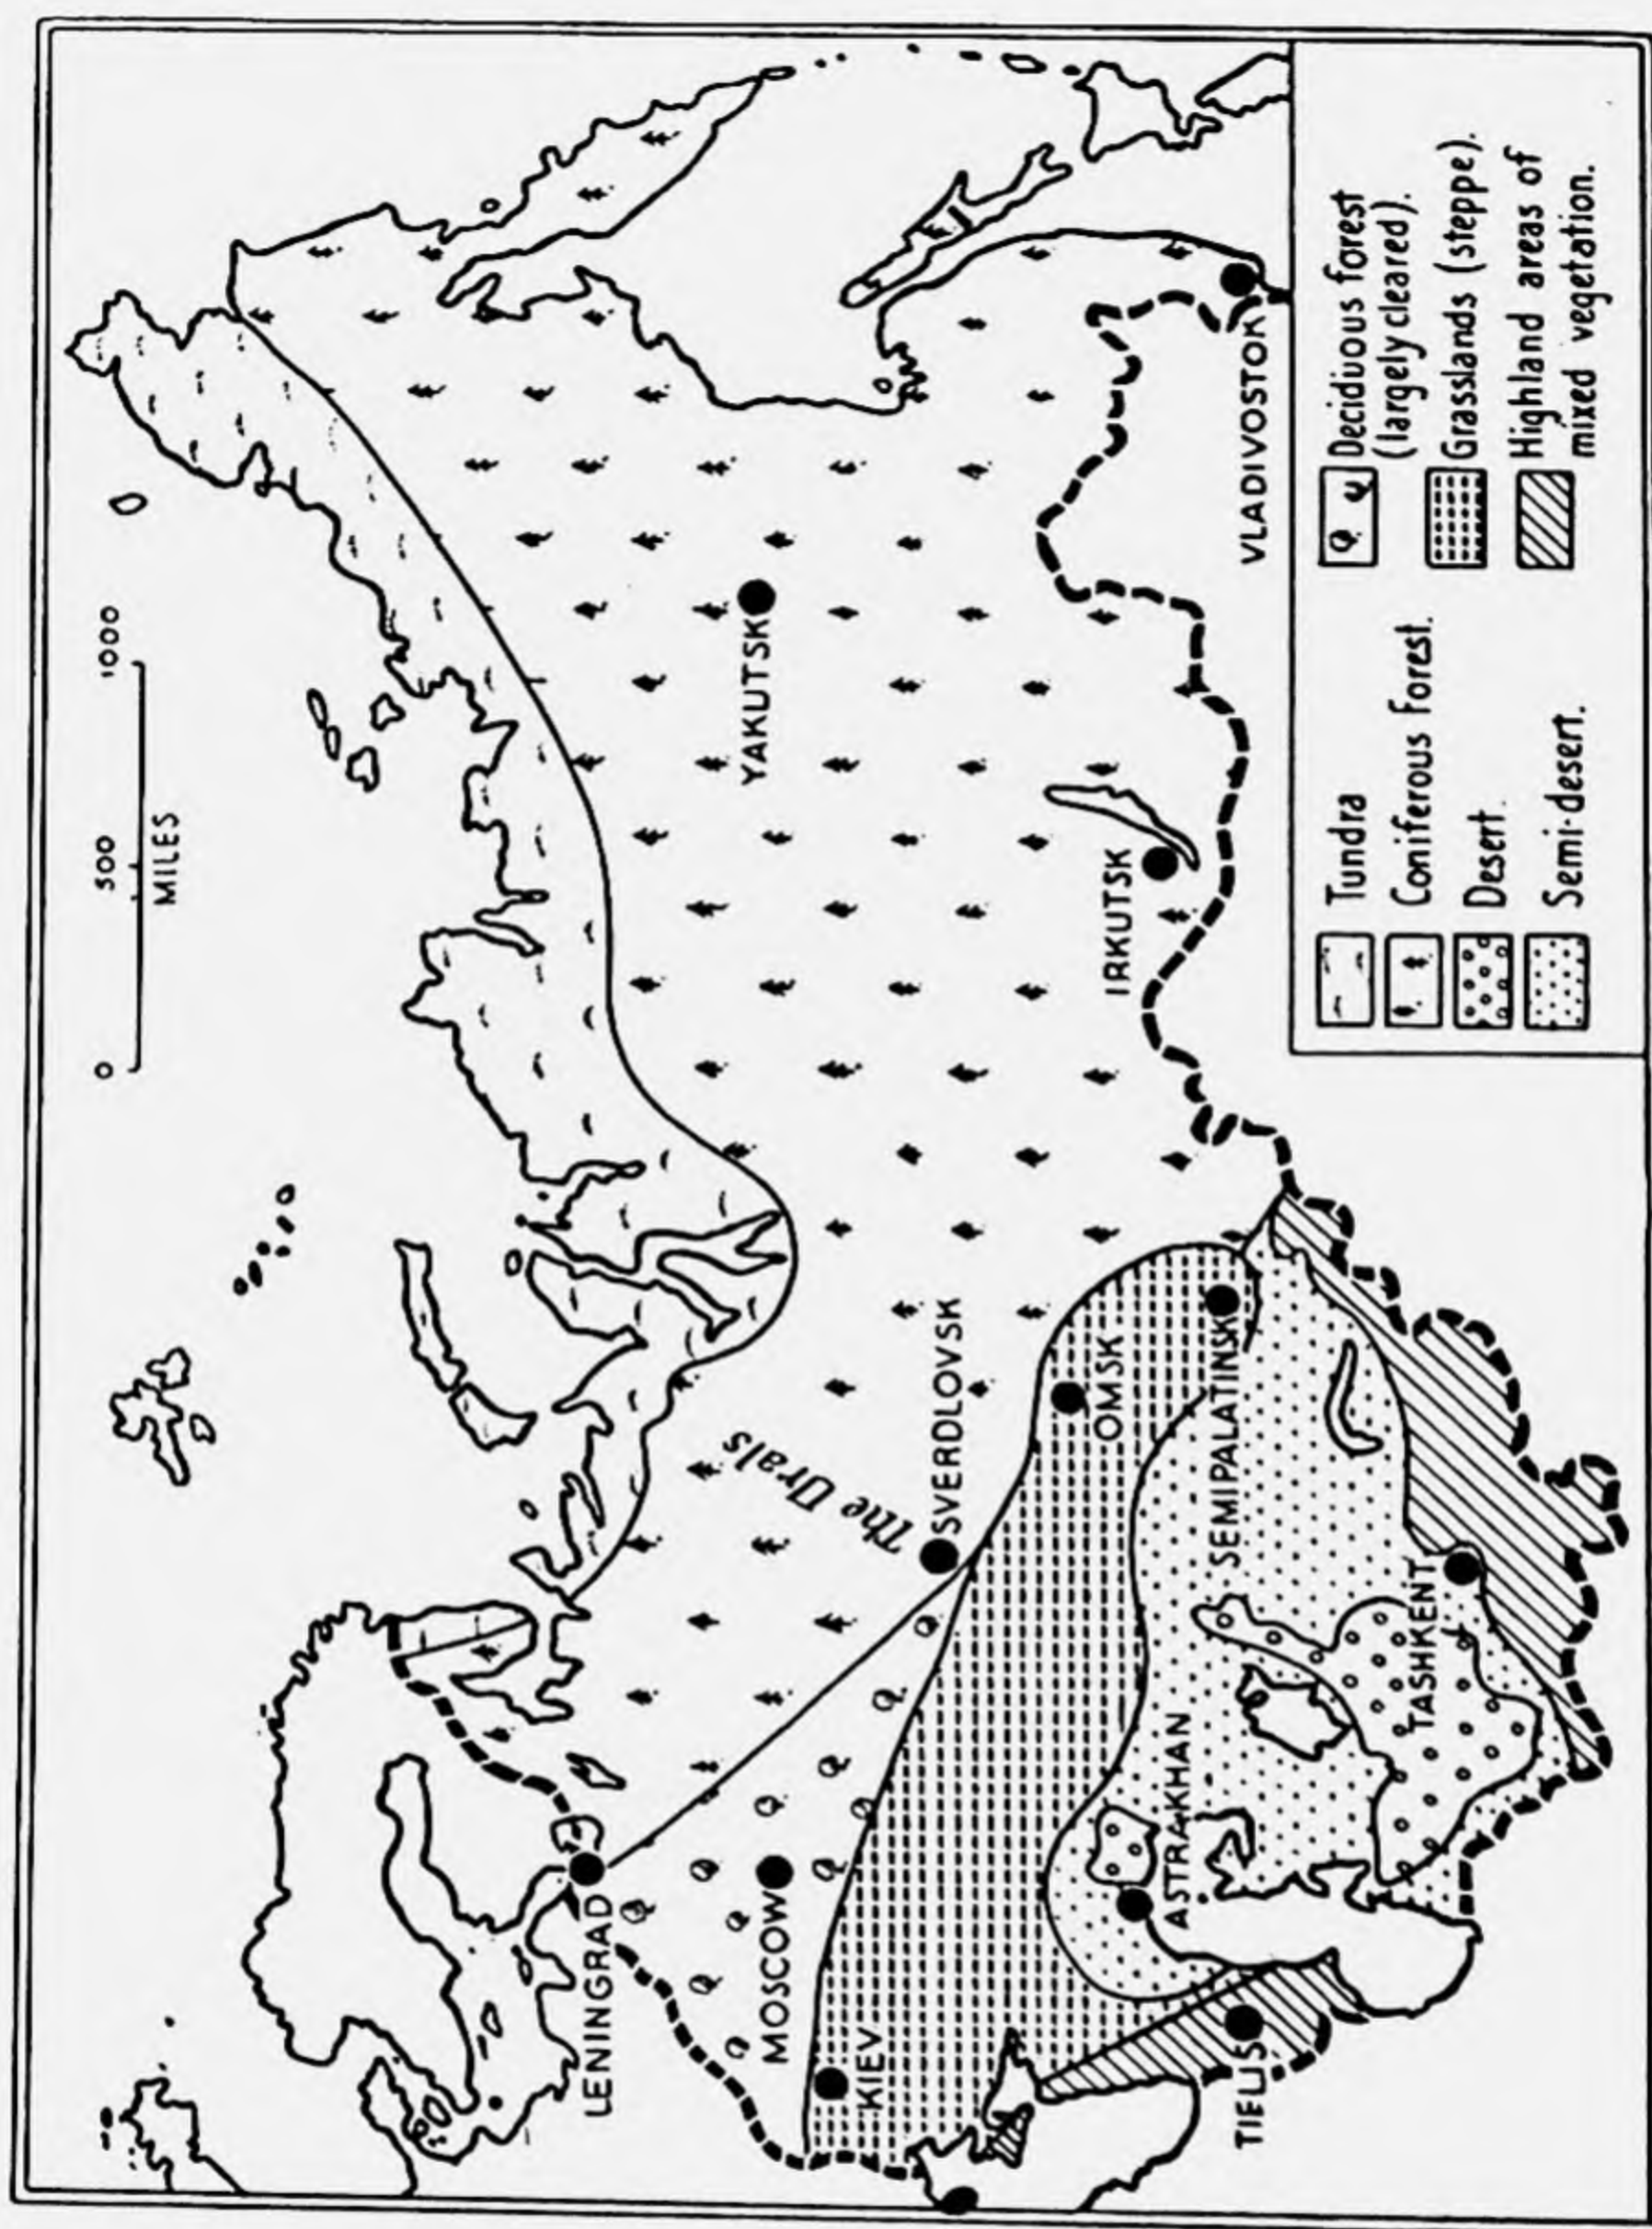 0 500 1000
MILES
The Urals
LENINGRAD
MOSCOW
KIEV
SVERDLOVSK
OMSK
SEMIPALATINSK
ASTRAKHAN
TASHKENT
TIFLIS
YAKUTSK
IRKUTSK
VLADIVOSTOK
Tundra
Coniferous Forest.
Desert.
Semi-desert.
Deciduous forest
(largely cleared).
Grasslands (steppe).
Highland areas of
mixed vegetation.